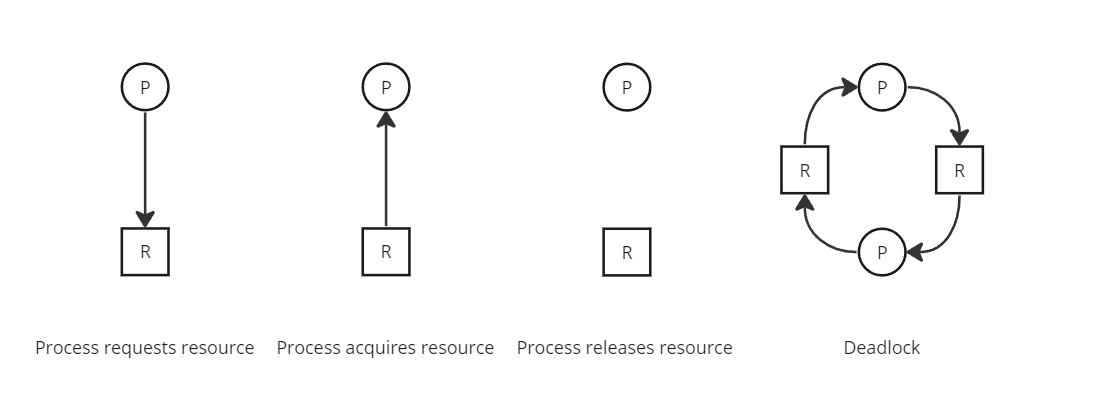 P
P
P
P
R
R
P
R
R
R
Process requests resource
Process acquires resource
Process releases resource
Deadlock